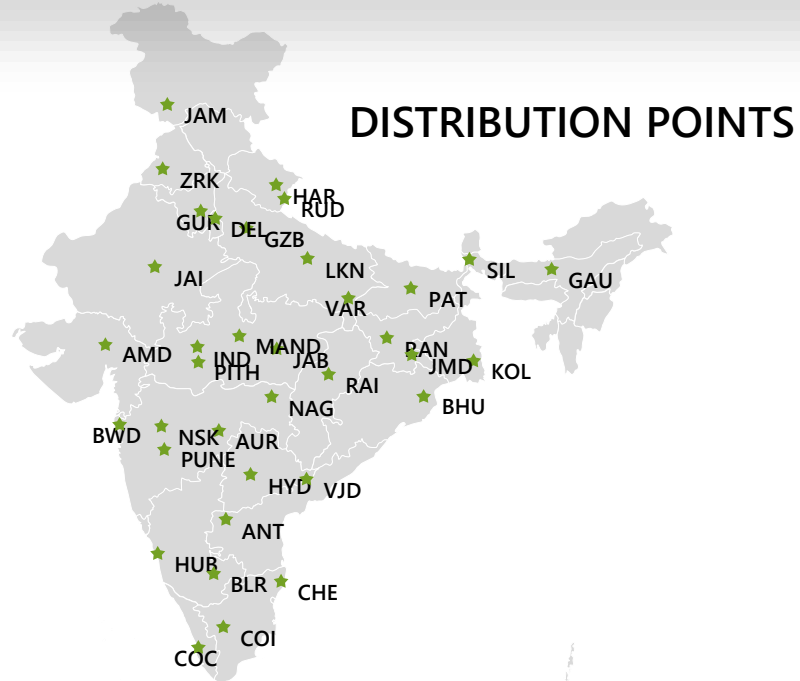 JAM
DISTRIBUTION POINTS
ZRK
HAR
RUD
GUR
DEL
GZB
LKN
SIL
GAU
JAI
PAT
VAR
MAND
RAN
AMD
IND
JAB
JMD
PITH
KOL
RAI
NAG
BHU
BWD
NSK
AUR
PUNE
HYD
VJD
ANT
HUB
BLR
CHE
COI
COC